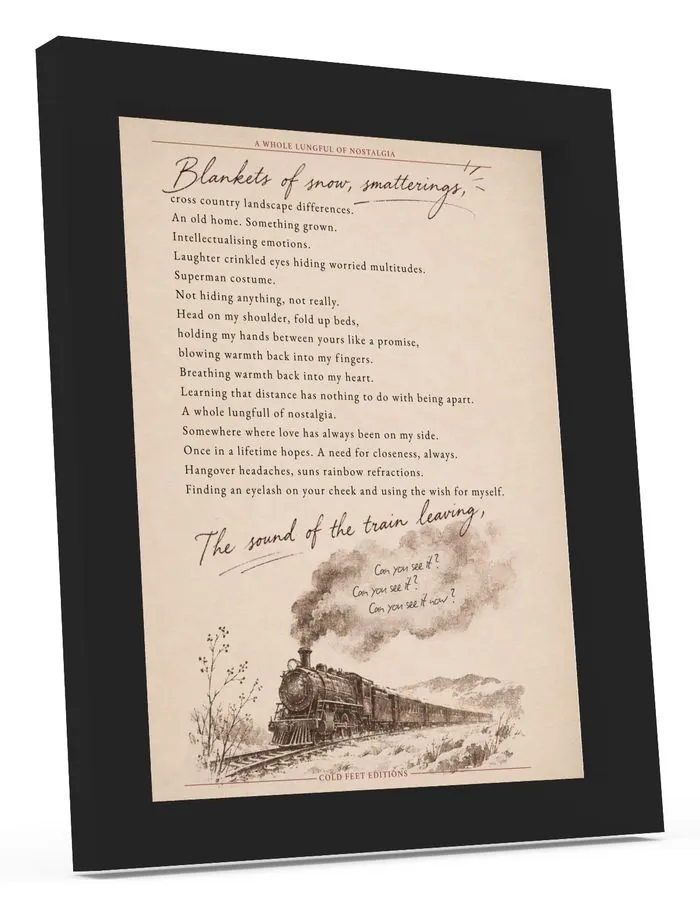 A WHOLE LUNGFUL OF NOSTALGIA
Blankets of snow, smatterings,
cross country landscape differences.
An old home. Something grown.
Intellectualising emotions.
Laughter crinkled eyes hiding worried multitudes.
Superman costume.
Not hiding anything, not really.
Head on my shoulder, fold up beds,
holding my hands between yours like a promise,
blowing warmth back into my fingers.
Breathing warmth back into my heart.
Learning that distance has nothing to do with being apart.
A whole lungfull of nostalgia.
Somewhere where love has always been on my side.
Once in a lifetime hopes. A need for closeness, always.
Hangover headaches, suns rainbow refractions.
Finding an eyelash on your cheek and using the wish for myself.
The sound of the train leaving,
Can you see it?
Can you see it?
Can you see it now?
COLD FEET EDITIONS